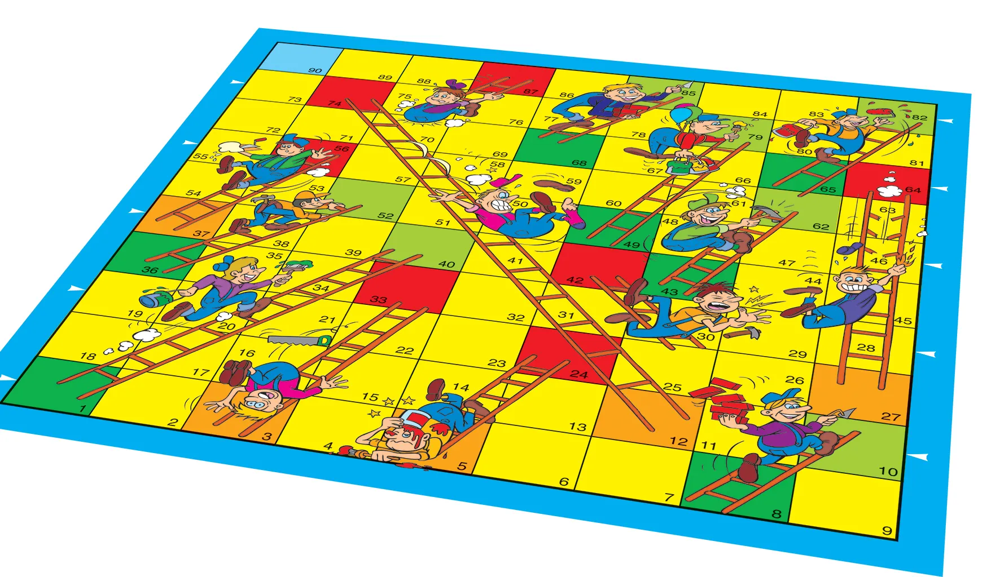 90 89 88 87 86 85 84 83 82
73 74 75 76 77 78 79 80 81
72 71 70 69 68 67 66 65 64
55 56 57 58 59 60 61 62 63
54 53 52 51 50 49 48 47 46
37 38 39 40 41 42 43 44 45
36 35 34 33 32 31 30 29 28
19 20 21 22 23 24 25 26 27
18 17 16 15 14 13 12 11 10
1 2 3 4 5 6 7 8 9